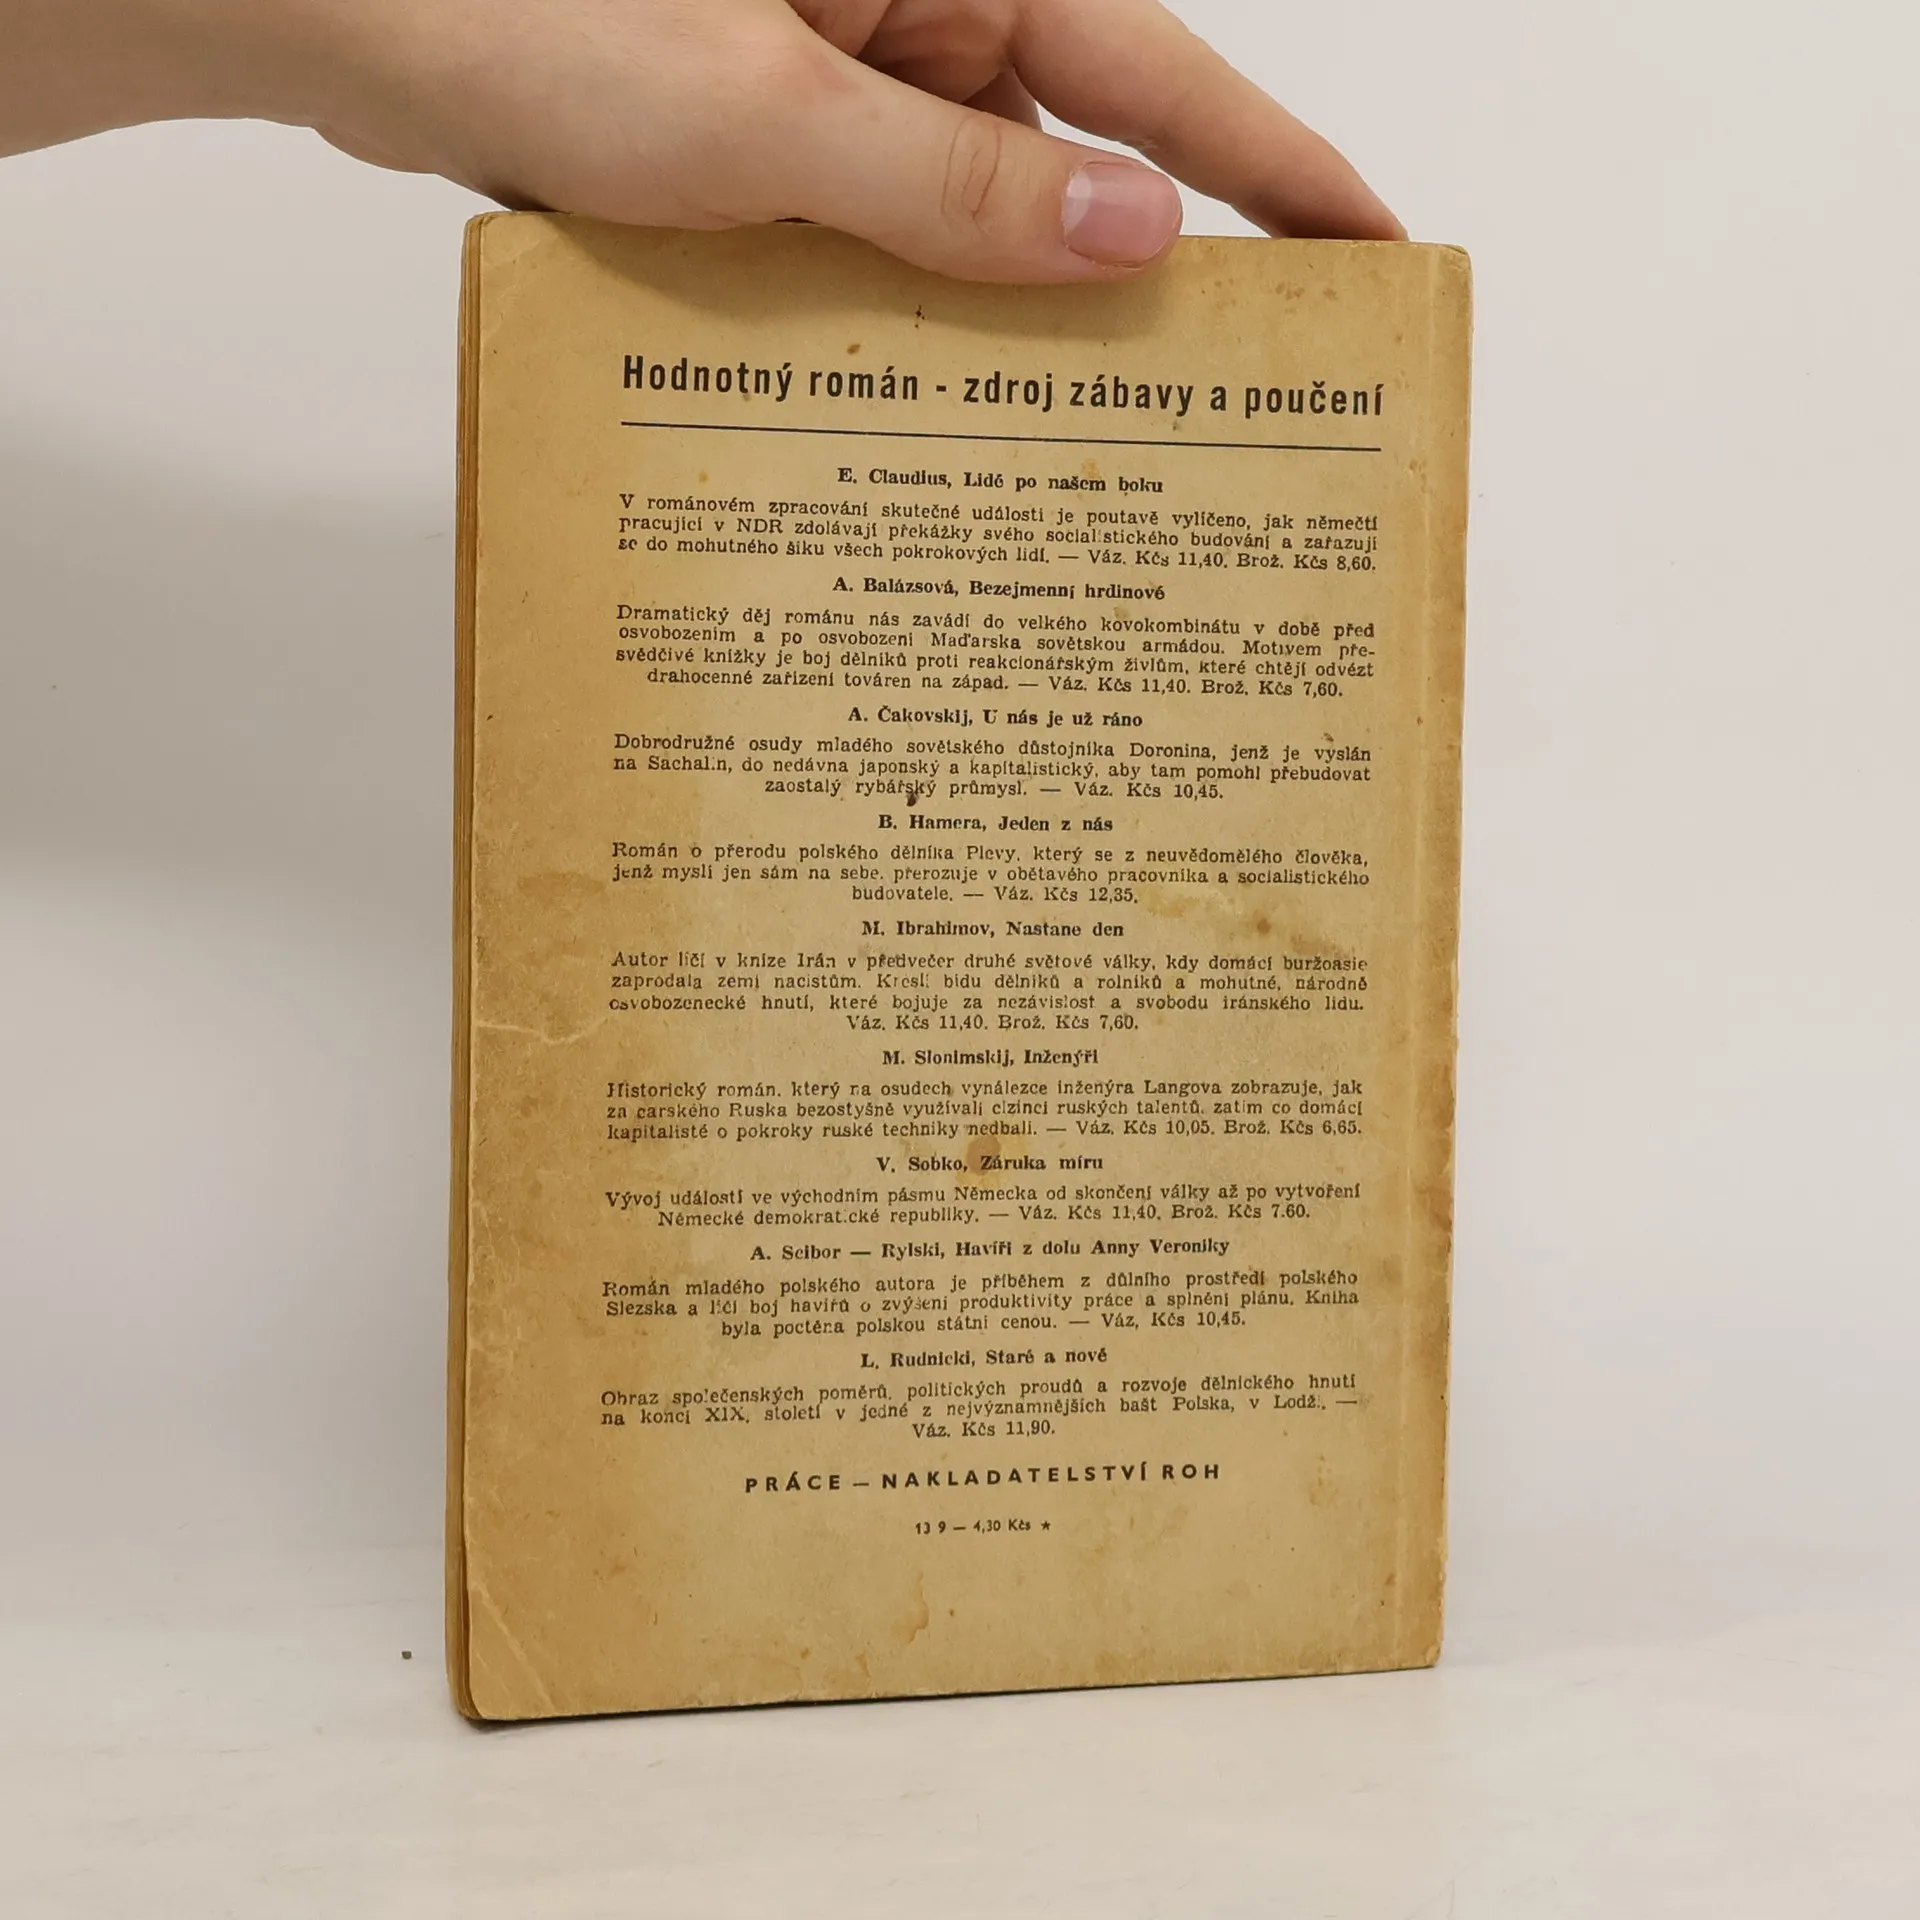 Hodnotný román - zdroj zábavy a poučení
E. Claudius, Lidé po našem boku
V románovém zpracování skutečné události je poutavě vylíčeno, jak němečtí
pracující v NDR zdolávají překážky svého socialistického budování a zařazují
se do mohutného šiku všech pokrokových lidí. — Váz. Kčs 11,40. Brož. Kčs 8,60.
A. Balázsová, Bezejmenní hrdinové
Dramatický děj románu nás zavádí do velkého kovokombinátu v době před
osvobozením a po osvobození Maďarska sovětskou armádou. Motivem pře-
svědčivé knížky je boj dělníků proti reakcionářským živlům, které chtějí odvézt
drahocenné zařízení továren na západ. — Váz. Kčs 11,40. Brož. Kčs 7,60.
A. Čakovskij, U nás je už ráno
Dobrodružné osudy mladého sovětského důstojníka Doronina, jenž je vyslán
na Sachalin, do nedávna japonský a kapitalistický, aby tam pomohl přebudovat
zaostalý rybářský průmysl. — Váz. Kčs 10,45.
B. Hamera, Jeden z nás
Román o přerodu polského dělníka Plevy, který se z neuvědomělého člověka,
jenž myslí jen sám na sebe, přerozuje v obětavého pracovníka a socialistického
budovatele. — Váz. Kčs 12,35.
M. Ibrahimov, Nastane den
Autor líčí v knize Irán v předvečer druhé světové války, kdy domácí buržoasie
zaprodala zemi nacistům. Kreslí bídu dělníků a rolníků a mohutné, národně
osvobozenecké hnutí, které bojuje za nezávislost a svobodu iránského lidu.
Váz. Kčs 11,40. Brož. Kčs 7,60.
M. Slonimskij, Inženýři
Historický román, který na osudech vynálezce inženýra Langova zobrazuje, jak
za carského Ruska bezostyšně využívali cizinci ruských talentů, zatím co domácí
kapitalisté o pokroky ruské techniky nedbali. — Váz. Kčs 10,05. Brož. Kčs 6,65.
V. Sobko, Záruka míru
Vývoj událostí ve východním pásmu Německa od skončení války až po vytvoření
Německé demokratické republiky. — Váz. Kčs 11,40. Brož. Kčs 7.60.
A. Scibor — Rylski, Havíři z dolu Anny Veroniky
Román mladého polského autora je příběhem z důlního prostředí polského
Slezska a líčí boj havířů o zvýšení produktivity práce a splnění plánu. Kniha
byla poctěna polskou státní cenou. — Váz. Kčs 10,45.
L. Rudnicki, Staré a nové
Obraz společenských poměrů, politických proudů a rozvoje dělnického hnutí
na konci XIX. století v jedné z nejvýznamnějších bašt Polska, v Lodži. —
Váz. Kčs 11,90.
PRÁCE — NAKLADATELSTVÍ ROH
13 9 — 4,30 Kčs ★